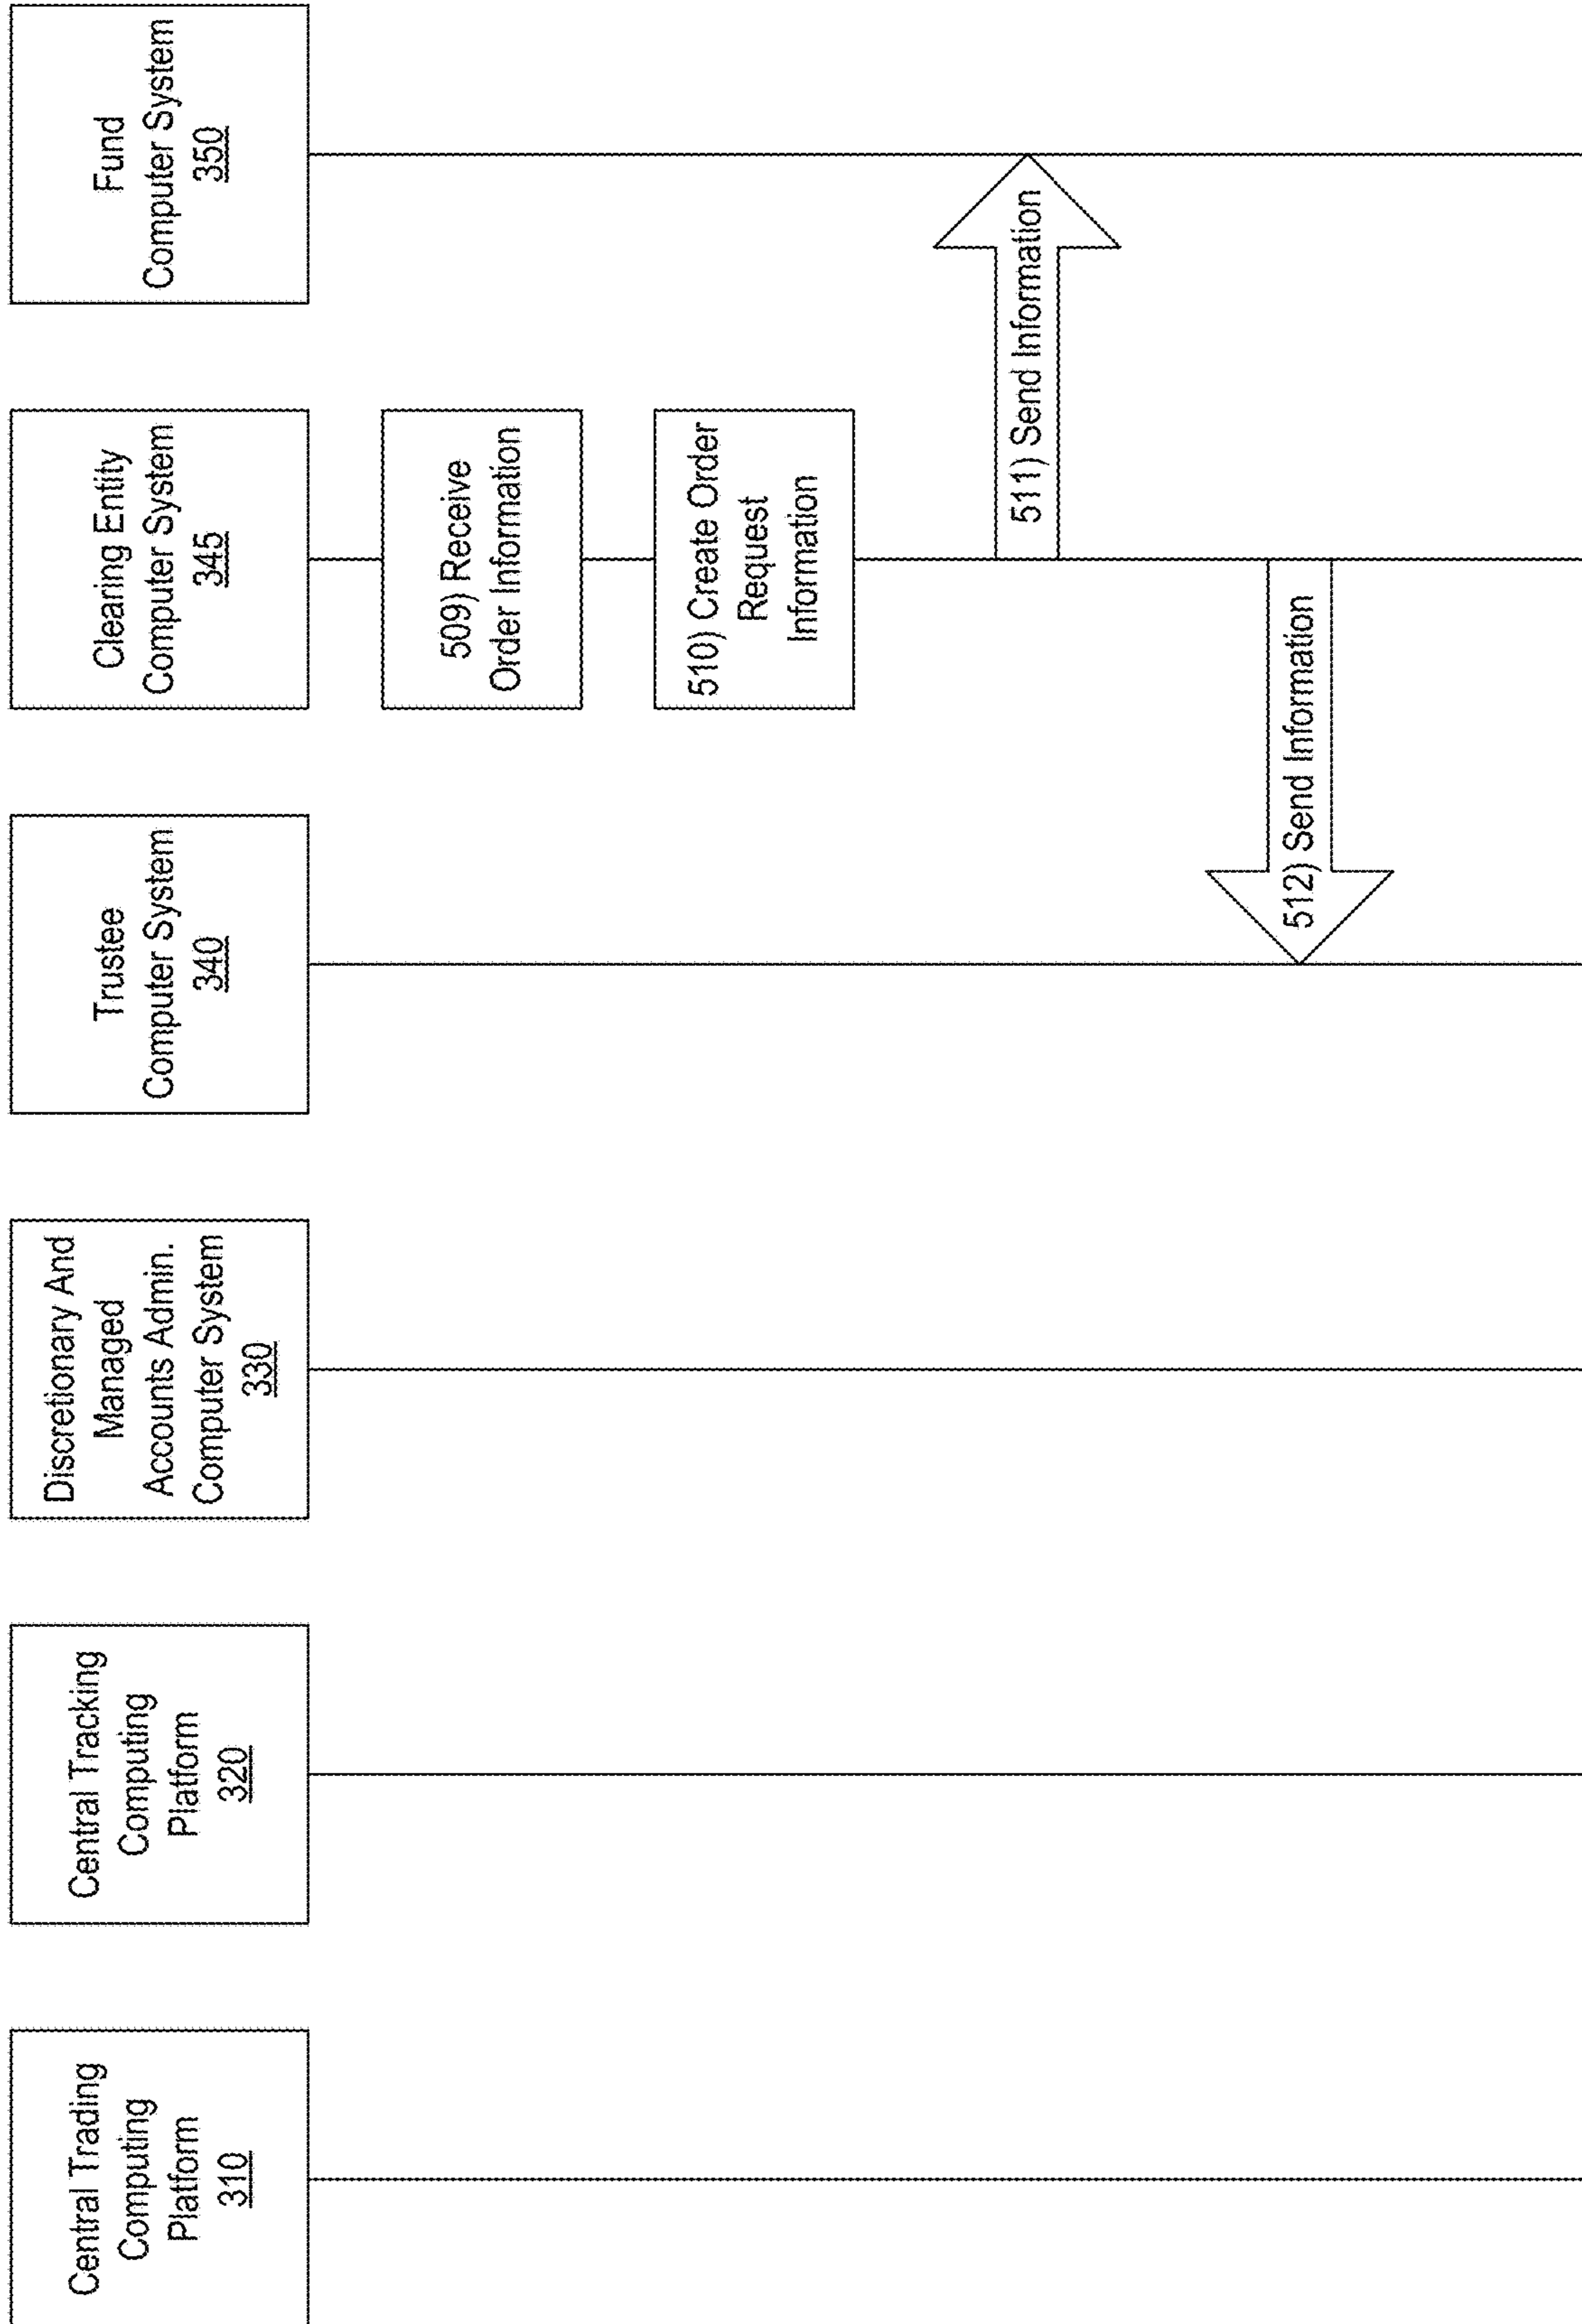 Central Trading
Computing
Platform
310
Central Tracking
Computing
Platform
320
Discretionary And
Managed
Accounts Admin.
Computer System
330
Trustee
Computer System
340
Clearing Entity
Computer System
345
Fund
Computer System
350
509) Receive
Order Information
510) Create Order
Request
Information
511) Send Information
512) Send Information